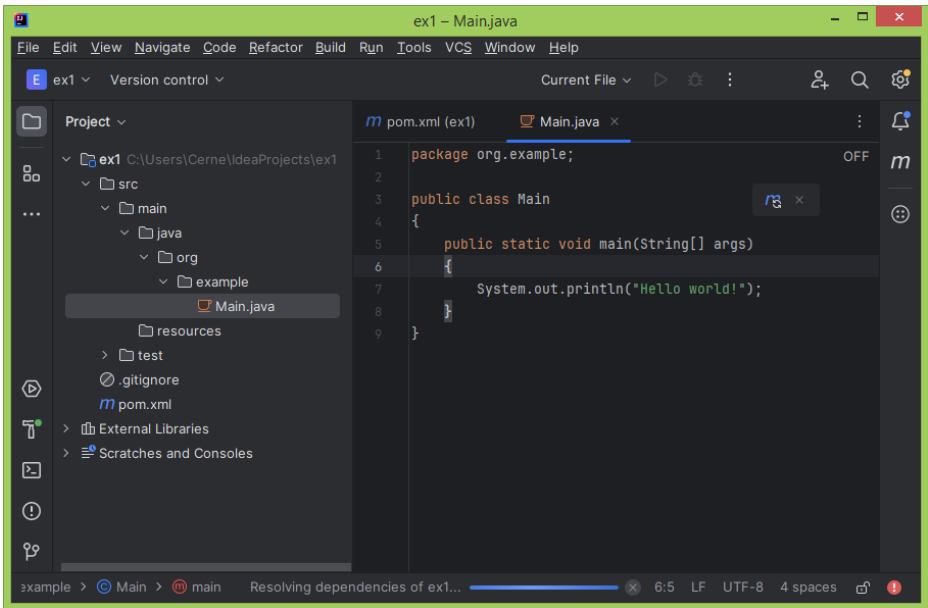 ex1 – Main.java
File Edit View Navigate Code Refactor Build Run Tools VCS Window Help
E ex1 Version control Current File
Project
m pom.xml (ex1) Main.java
ex1 C:\Users\Cerne\IdeaProjects\ex1
src
main
java
org
example
Main.java
resources
test
.gitignore
m pom.xml
External Libraries
Scratches and Consoles
OFF
m
1 package org.example;
2
3 public class Main
4 {
5 public static void main(String[] args)
6 {
7 System.out.println("Hello world!");
8 }
9 }
m
example > C Main > m main Resolving dependencies of ex1... 6:5 LF UTF-8 4 spaces